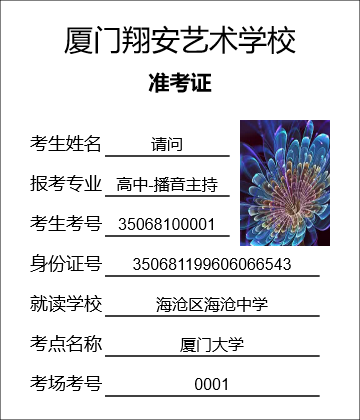 厦门翔安艺术学校
准考证
考生姓名 请问
报考专业 高中-播音主持
考生考号 35068100001
身份证号 350681199606066543
就读学校 海沧区海沧中学
考点名称 厦门大学
考场考号 0001